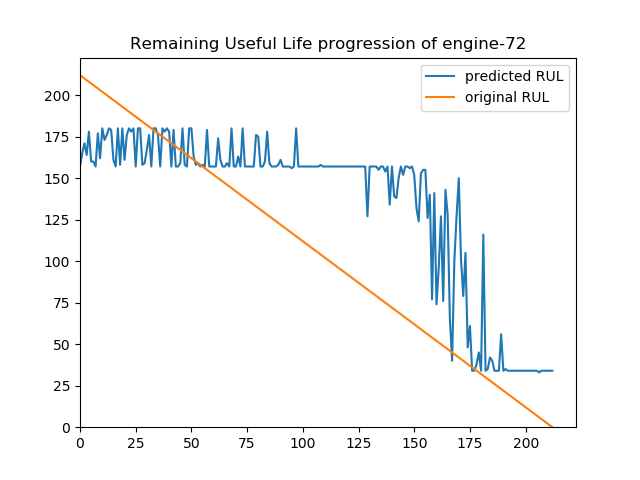 Remaining Useful Life progression of engine-72
predicted RUL
original RUL
200
175
150
125
100
75
50
25
0
0 25 50 75 100 125 150 175 200